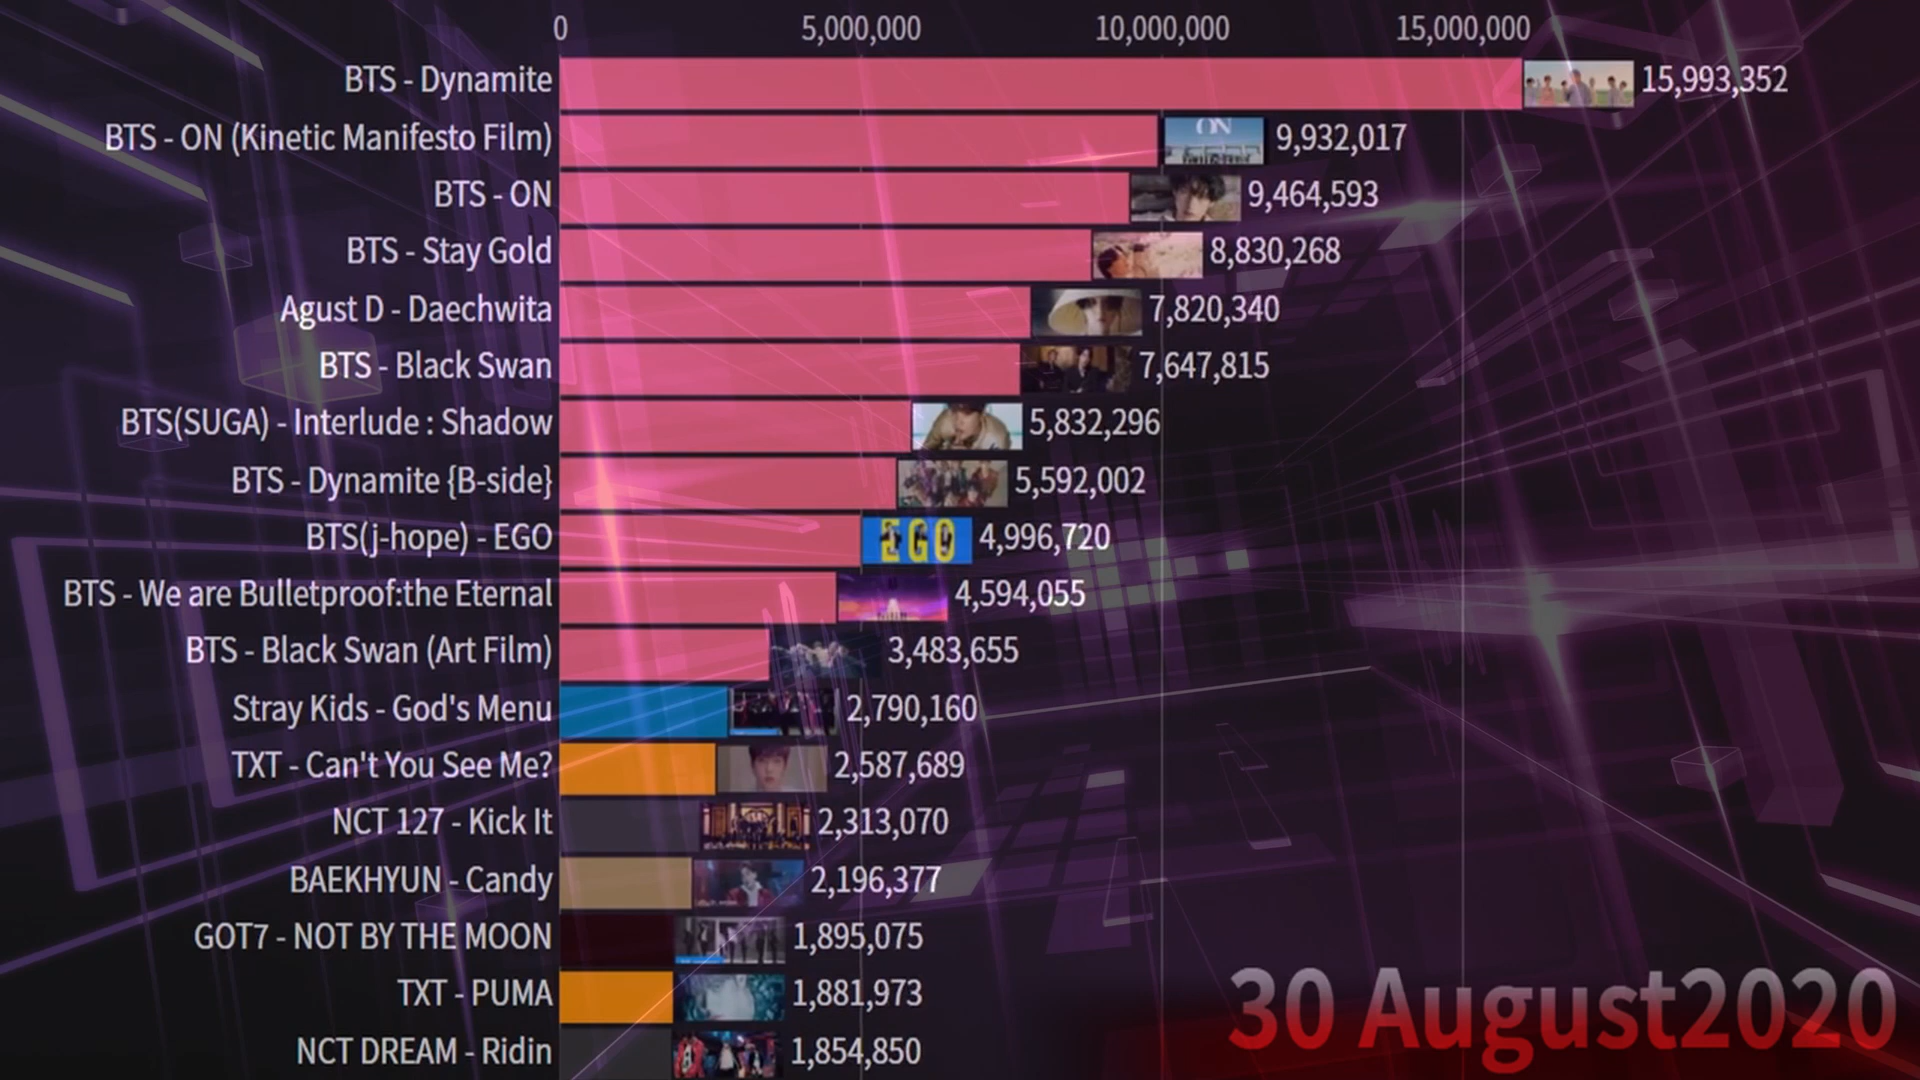 0 5,000,000 10,000,000 15,000,000
BTS - Dynamite 15,993,352
BTS - ON (Kinetic Manifesto Film) ON 9,932,017
BTS - ON 9,464,593
BTS - Stay Gold 8,830,268
Agust D - Daechwita 7,820,340
BTS - Black Swan 7,647,815
BTS(SUGA) - Interlude : Shadow 5,832,296
BTS - Dynamite {B-side} 5,592,002
BTS(j-hope) - EGO EGO 4,996,720
BTS - We are Bulletproof:the Eternal 4,594,055
BTS - Black Swan (Art Film) 3,483,655
Stray Kids - God's Menu 2,790,160
TXT - Can't You See Me? 2,587,689
NCT 127 - Kick It 2,313,070
BAEKHYUN - Candy 2,196,377
GOT7 - NOT BY THE MOON 1,895,075
TXT - PUMA 1,881,973
NCT DREAM - Ridin 1,854,850
30 August2020